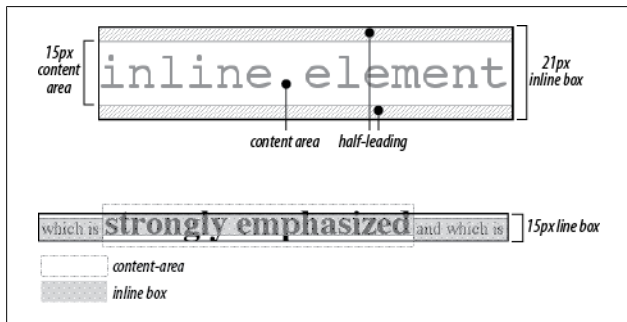 15px
content
area
inline element
21px
inline box
content area
half-leading
which is strongly emphasized and which is
15px line box
content-area
inline box